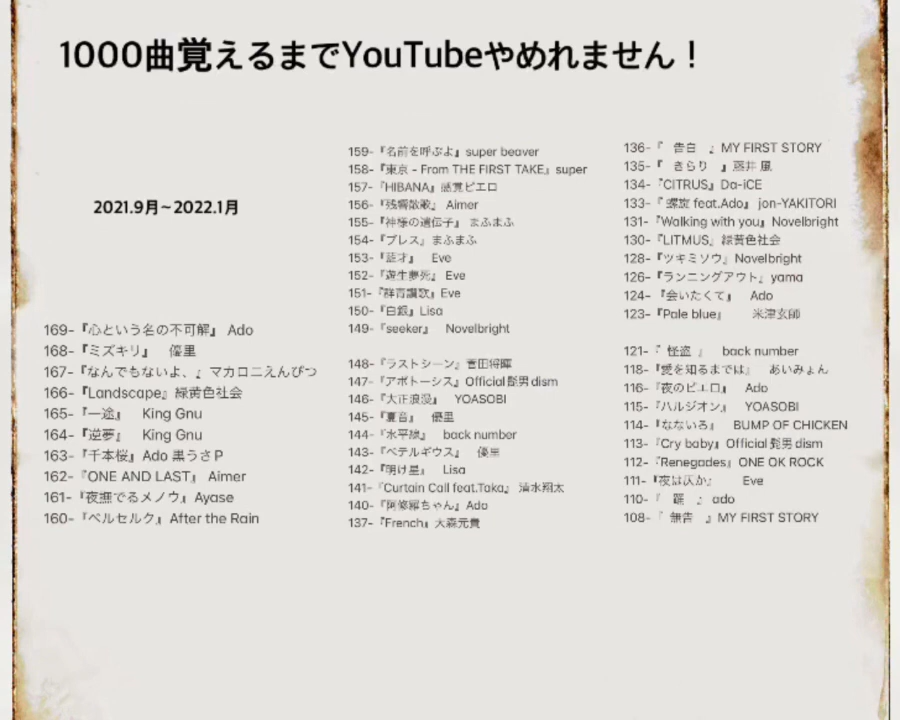 1000曲覚えるまでYouTubeやめれません！
2021.9月~2022.1月
169-『心という名の不可解』 Ado
168-『ミズキリ』 優里
167-『なんでもないよ、』マカロニえんぴつ
166-『Landscape』緑黄色社会
165-『一途』 King Gnu
164-『逆夢』 King Gnu
163-『千本桜』Ado 黒うさP
162-『ONE AND LAST』 Aimer
161-『夜撫でるメノウ』Ayase
160-『ベルセルク』After the Rain
159-『名前を呼ぶよ』super beaver
158-『東京 - From THE FIRST TAKE』super
157-『HIBANA』感覚ピエロ
156-『残響散歌』 Aimer
155-『神様の遺伝子』 まふまふ
154-『ブレス』まふまふ
153-『藍才』 Eve
152-『遊生夢死』 Eve
151-『群青讃歌』Eve
150-『白銀』Lisa
149-『seeker』 Novelbright
148-『ラストシーン』菅田将暉
147-『アポトーシス』Official髭男dism
146-『大正浪漫』 YOASOBI
145-『夏音』 優里
144-『水平線』 back number
143-『ベテルギウス』 優里
142-『明け星』 Lisa
141-『Curtain Call feat.Taka』 清水翔太
140-『阿修羅ちゃん』Ado
137-『French』大森元貴
136-『 告白 』MY FIRST STORY
135-『 きらり 』藤井 風
134-『CITRUS』Da-iCE
133-『 螺旋 feat.Ado』 jon-YAKITORI
131-『Walking with you』Novelbright
130-『LITMUS』緑黄色社会
128-『ツキミソウ』Novelbright
126-『ランニングアウト』yama
124-『会いたくて』 Ado
123-『Pale blue』 米津玄師
121-『 怪盗 』 back number
118-『愛を知るまでは』 あいみょん
116-『夜のピエロ』 Ado
115-『ハルジオン』 YOASOBI
114-『なないろ』 BUMP OF CHICKEN
113-『Cry baby』Official髭男dism
112-『Renegades』ONE OK ROCK
111-『夜は仄か』 Eve
110-『 踊 』 ado
108-『 無告 』MY FIRST STORY